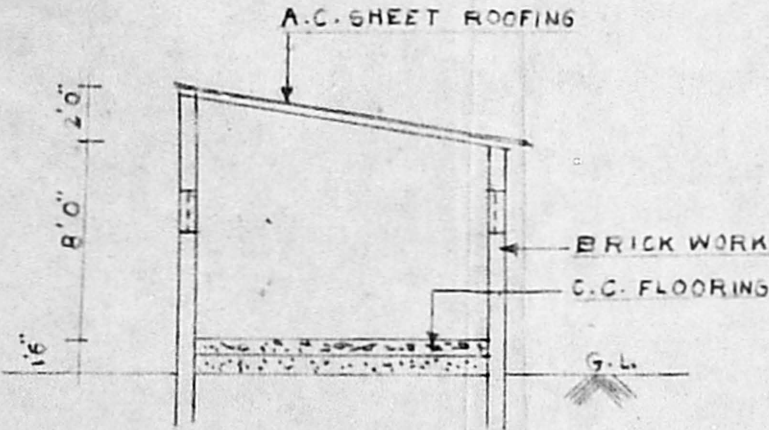 A.C. SHEET ROOFING
2'0"
8'0"
BRICK WORK
C.C. FLOORING
1'6"
G.L.